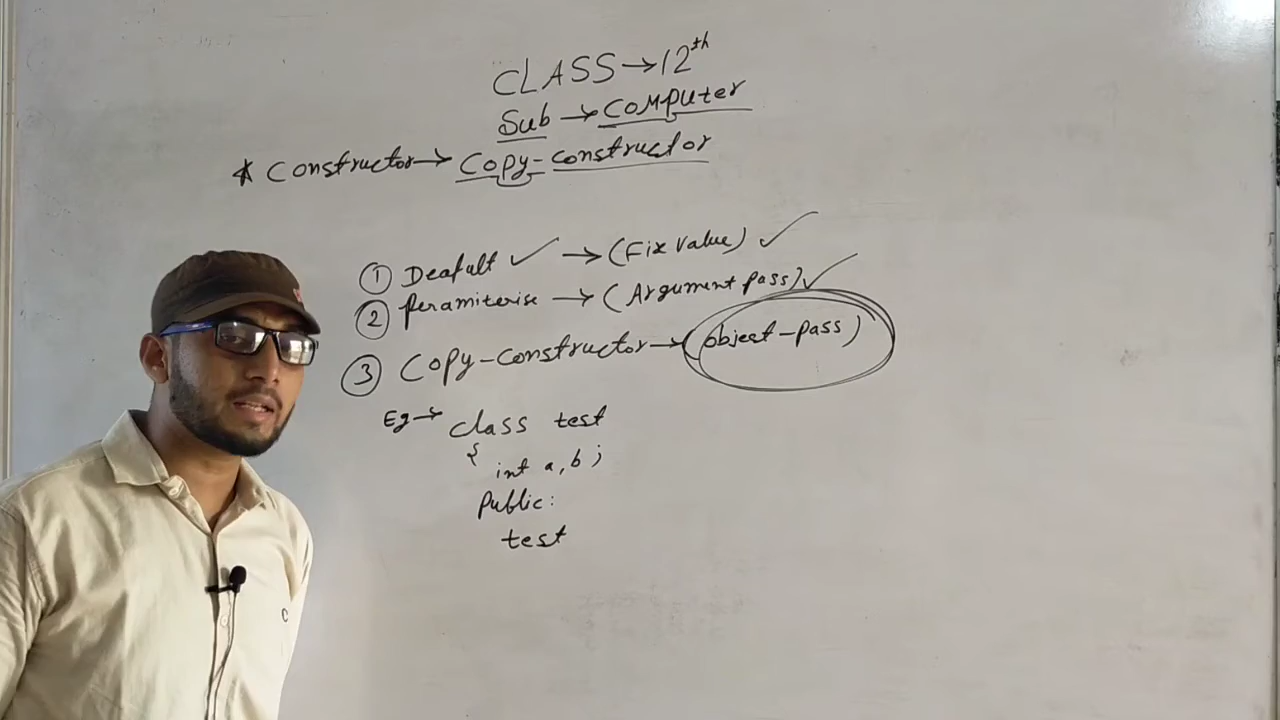 CLASS → 12th
Sub → Computer
* Constructor → Copy-constructor
① Deafult ✓ → (Fix value) ✓
② Peramiterise → (Argument pass) ✓
③ Copy-constructor → (object-pass)
Eg → class test
{ int a, b ;
Public:
test
C